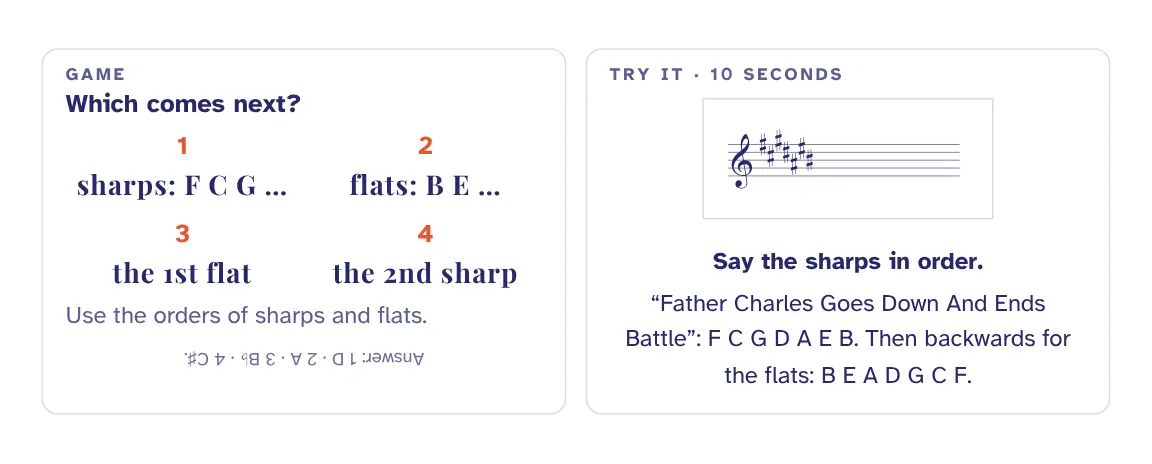 GAME
Which comes next?
1
sharps: F C G ...
2
flats: B E ...
3
the 1st flat
4
the 2nd sharp
Use the orders of sharps and flats.
Answer: 1 D · 2 A · 3 B♭ · 4 C♯.
TRY IT · 10 SECONDS
Say the sharps in order.
“Father Charles Goes Down And Ends
Battle”: F C G D A E B. Then backwards for
the flats: B E A D G C F.